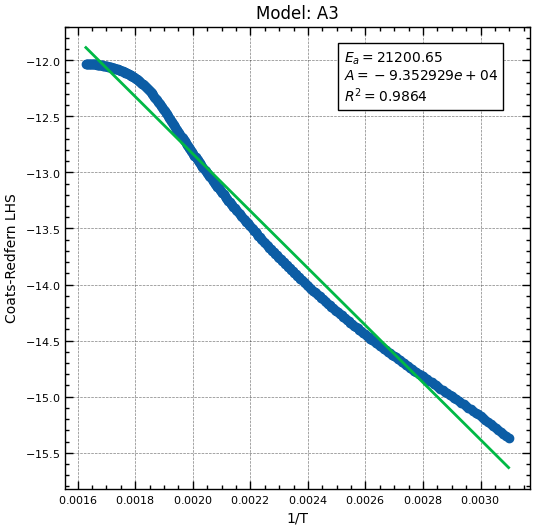 Model: A3
−12.0
−12.5
−13.0
−13.5
−14.0
−14.5
−15.0
−15.5
Coats-Redfern LHS
E_a = 21200.65
A = − 9.352929e + 04
R² = 0.9864
0.0016 0.0018 0.0020 0.0022 0.0024 0.0026 0.0028 0.0030
1/T